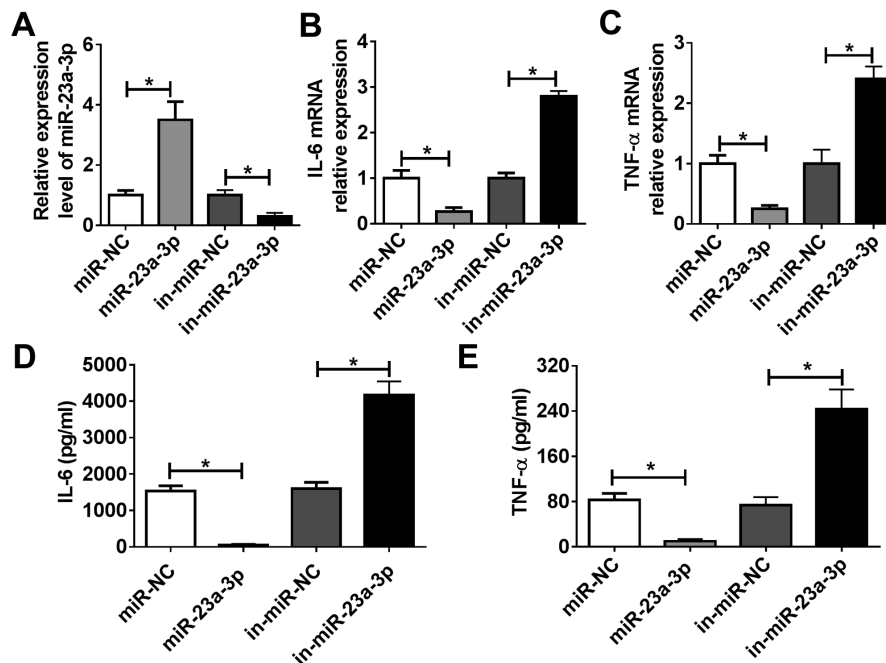 A
Relative expression
level of miR-23a-3p
6
4
2
0
*
*
miR-NC
miR-23a-3p
in-miR-NC
in-miR-23a-3p
B
IL-6 mRNA
relative expression
4
3
2
1
0
*
*
miR-NC
miR-23a-3p
in-miR-NC
in-miR-23a-3p
C
TNF-α mRNA
relative expression
3
2
1
0
*
*
miR-NC
miR-23a-3p
in-miR-NC
in-miR-23a-3p
D
IL-6 (pg/ml)
5000
4000
3000
2000
1000
0
*
*
miR-NC
miR-23a-3p
in-miR-NC
in-miR-23a-3p
E
TNF-α (pg/ml)
320
240
160
80
0
*
*
miR-NC
miR-23a-3p
in-miR-NC
in-miR-23a-3p